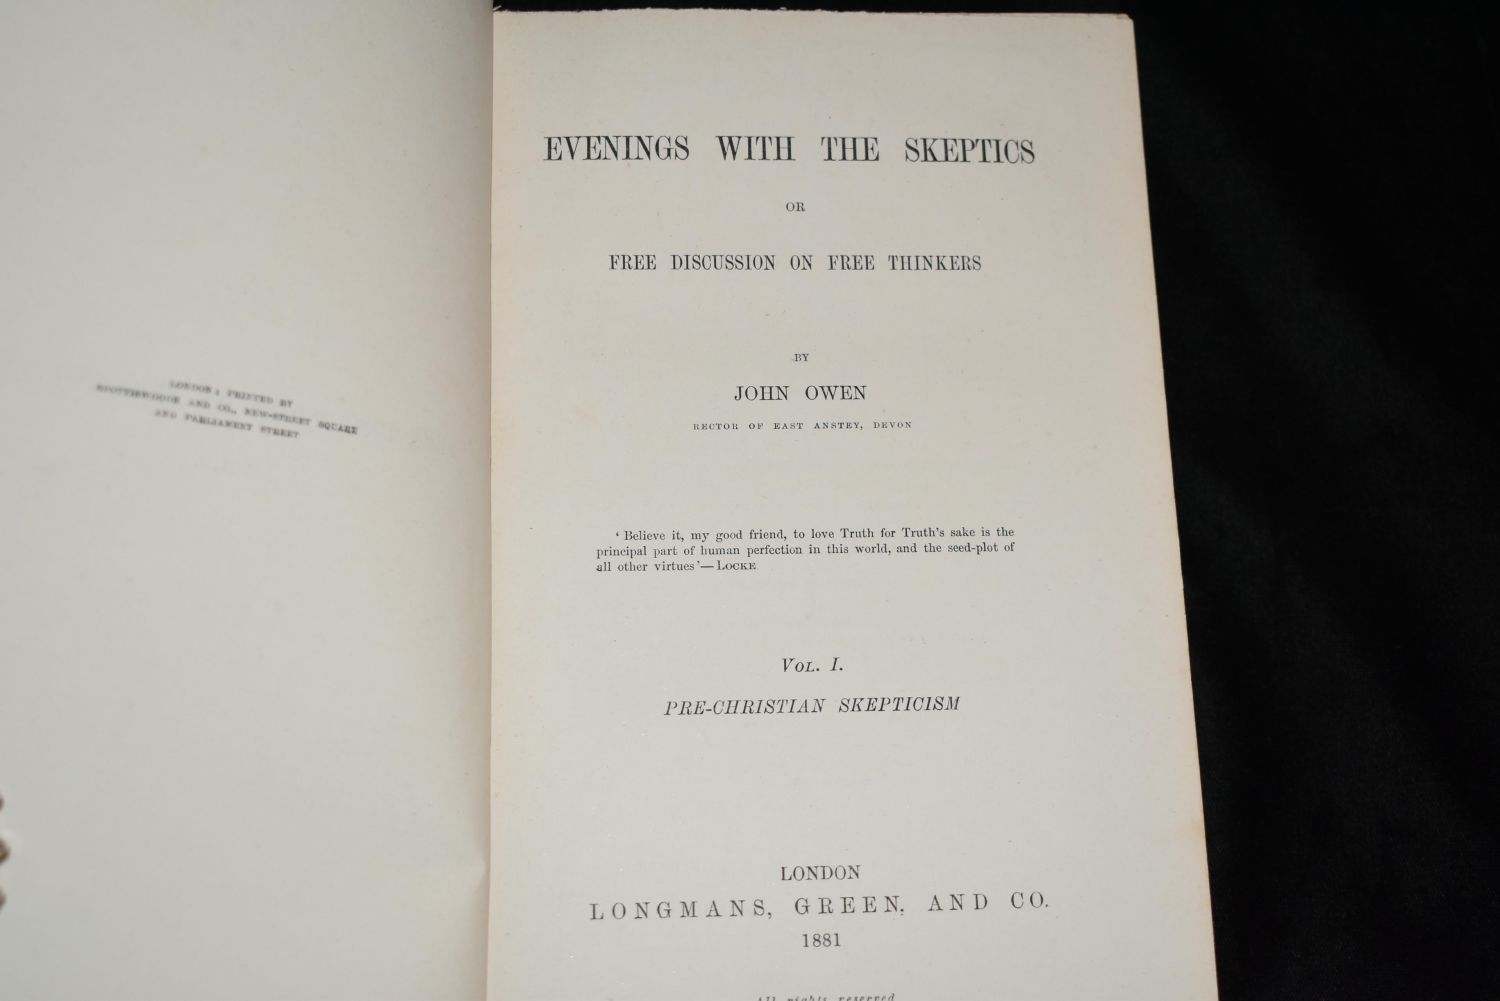 LONDON: PRINTED BY
SPOTTISWOODE AND CO., NEW-STREET SQUARE
AND PARLIAMENT STREET
EVENINGS WITH THE SKEPTICS
OR
FREE DISCUSSION ON FREE THINKERS
BY
JOHN OWEN
RECTOR OF EAST ANSTEY, DEVON
‘Believe it, my good friend, to love Truth for Truth's sake is the
principal part of human perfection in this world, and the seed-plot of
all other virtues’—LOCKE
VOL. I.
PRE-CHRISTIAN SKEPTICISM
LONDON
LONGMANS, GREEN, AND CO.
1881
All rights reserved